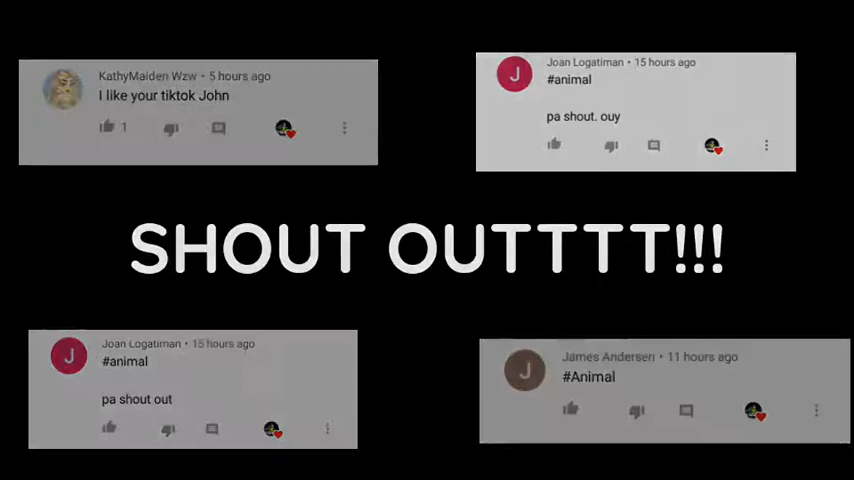 KathyMaiden Wzw • 5 hours ago
I like your tiktok John
1
Joan Logatiman • 15 hours ago
J
#animal
pa shout. ouy
SHOUT OUTTTT!!!
Joan Logatiman • 15 hours ago
J
#animal
pa shout out
James Andersen • 11 hours ago
J
#Animal